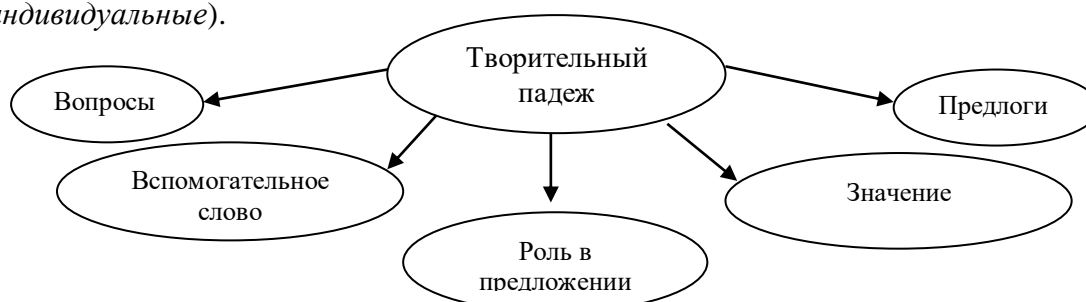 индивидуальные).
Творительный
падеж
Вопросы
Предлоги
Вспомогательное
слово
Значение
Роль в
предложении